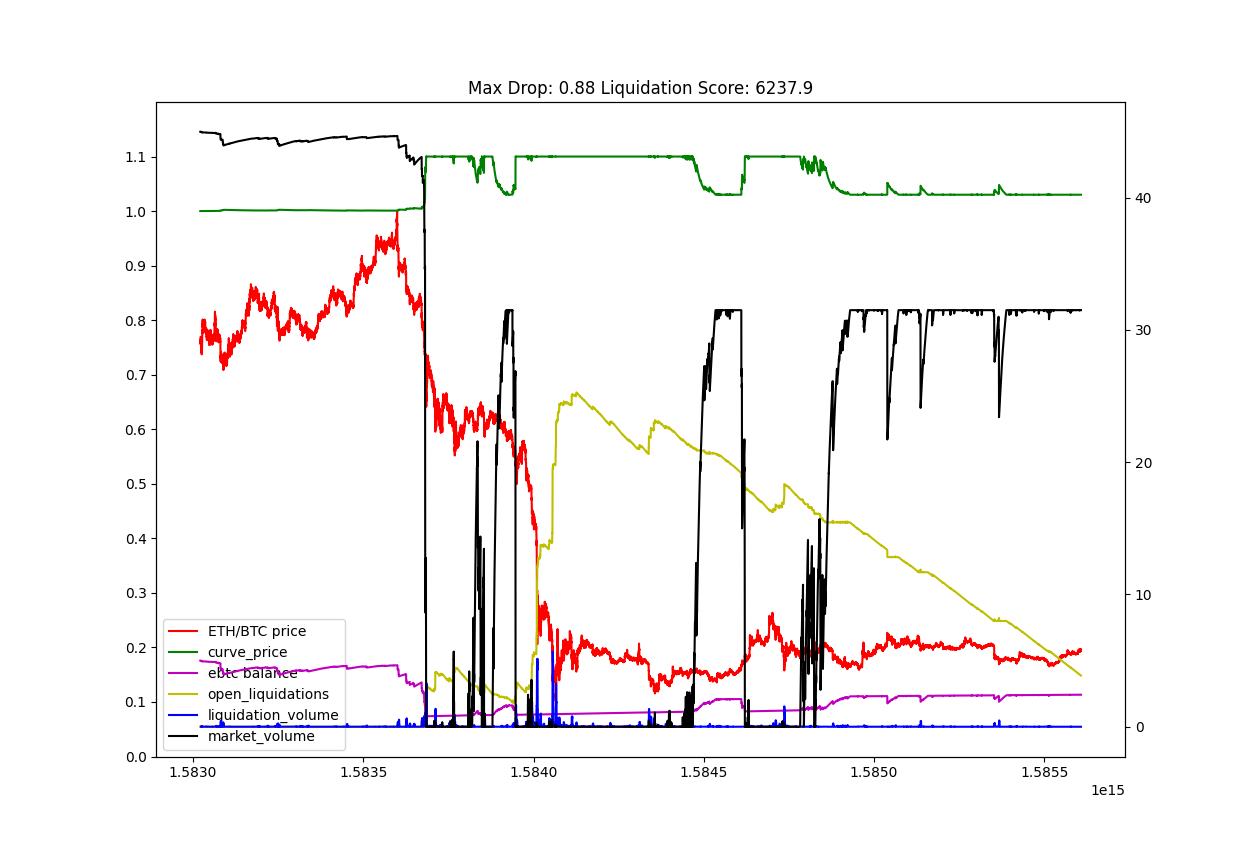 Max Drop: 0.88 Liquidation Score: 6237.9
1.1
1.0
0.9
0.8
0.7
0.6
0.5
0.4
0.3
0.2
0.1
0.0
40
30
20
10
0
ETH/BTC price
curve_price
ebtc balance
open_liquidations
liquidation_volume
market_volume
1.5830 1.5835 1.5840 1.5845 1.5850 1.5855
1e15